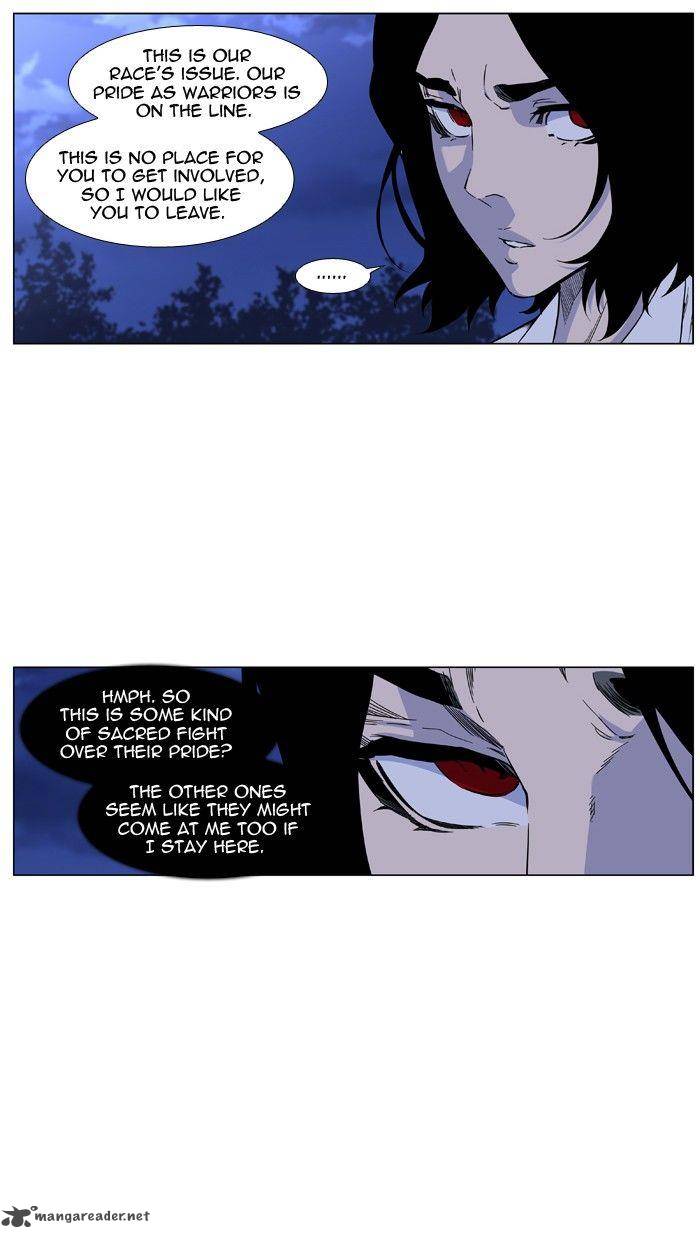 THIS IS OUR
RACE'S ISSUE. OUR
PRIDE AS WARRIORS IS
ON THE LINE.
THIS IS NO PLACE FOR
YOU TO GET INVOLVED,
SO I WOULD LIKE
YOU TO LEAVE.
......
HMPH. SO
THIS IS SOME KIND
OF SACRED FIGHT
OVER THEIR PRIDE?
THE OTHER ONES
SEEM LIKE THEY MIGHT
COME AT ME TOO IF
I STAY HERE.
mangareader.net